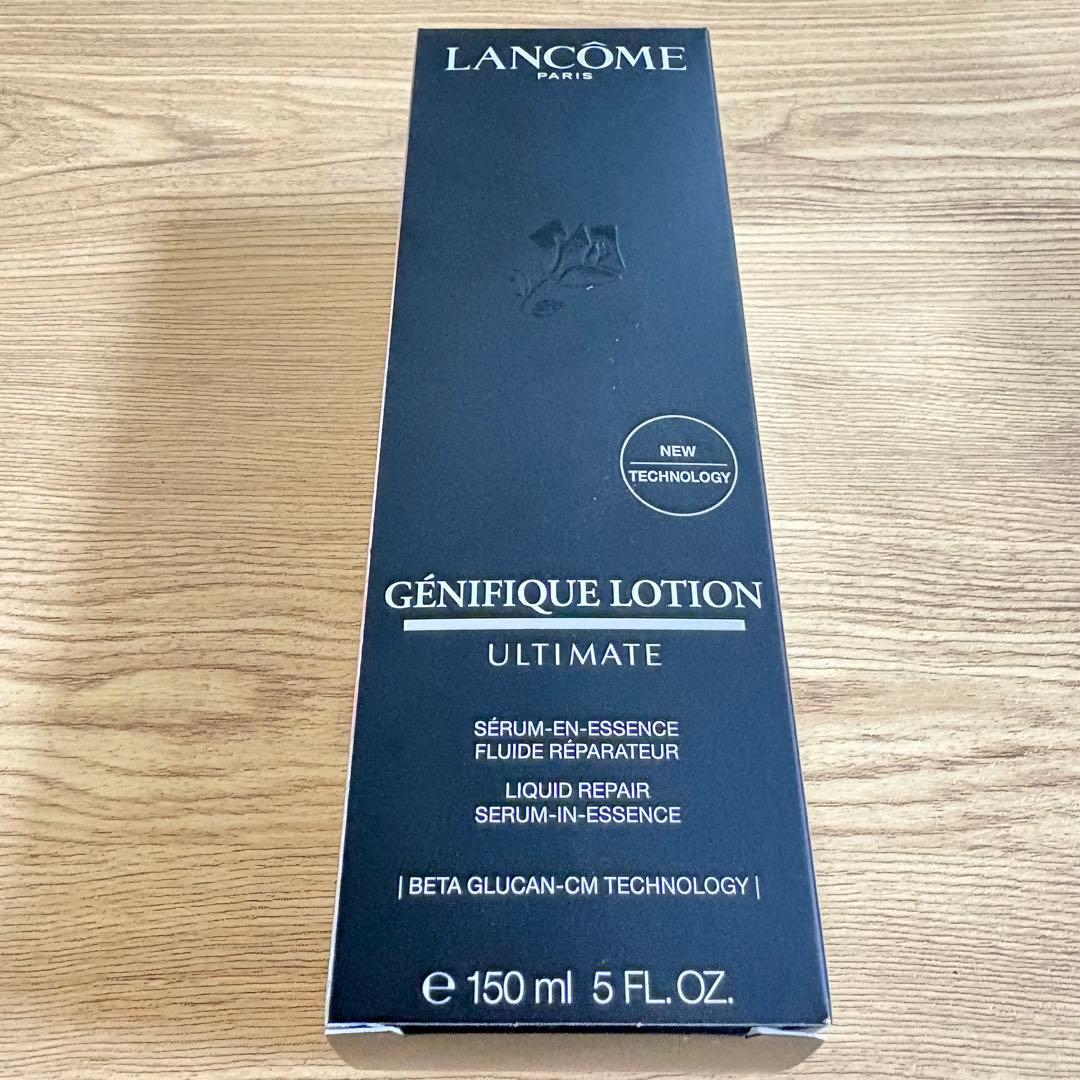 LANCÔME
PARIS
NEW
TECHNOLOGY
GÉNIFIQUE LOTION
ULTIMATE
SÉRUM-EN-ESSENCE
FLUIDE RÉPARATEUR
LIQUID REPAIR
SERUM-IN-ESSENCE
| BETA GLUCAN-CM TECHNOLOGY |
℮ 150 ml 5 FL. OZ.